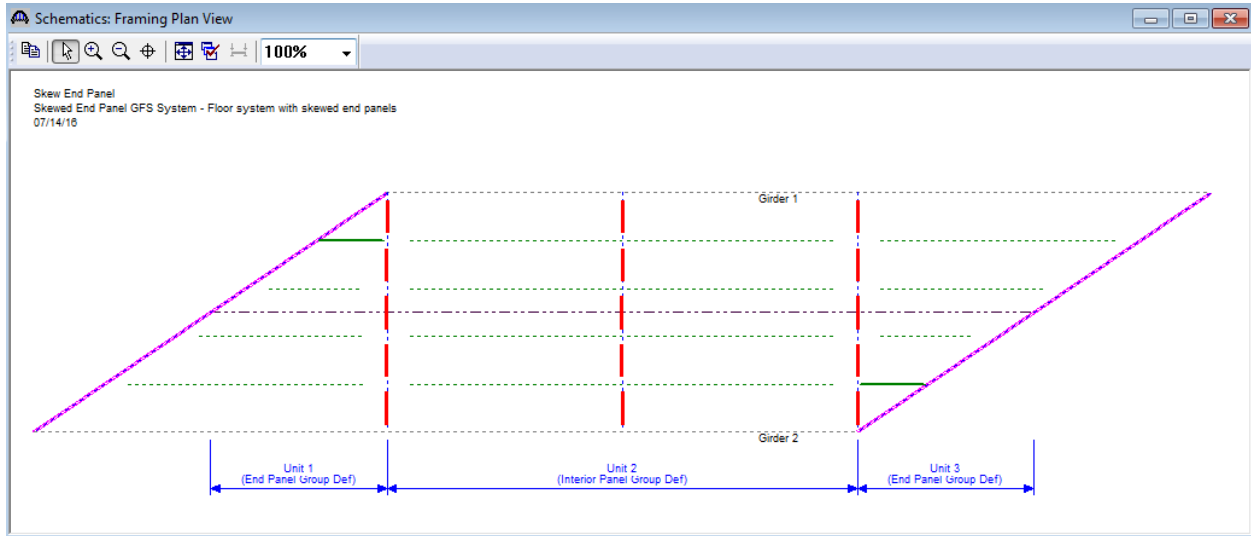 Schematics: Framing Plan View
100%
Skew End Panel
Skewed End Panel GFS System - Floor system with skewed end panels
07/14/16
Girder 1
Girder 2
Unit 1
(End Panel Group Def)
Unit 2
(Interior Panel Group Def)
Unit 3
(End Panel Group Def)